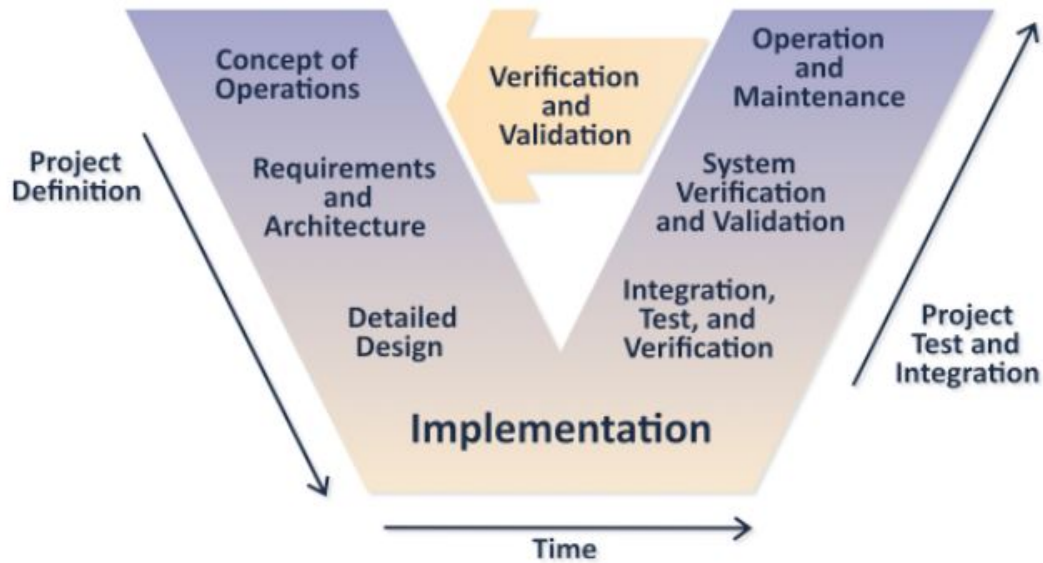 Concept of
Operations
Verification
and
Validation
Operation
and
Maintenance
Project
Definition
Requirements
and
Architecture
System
Verification
and Validation
Detailed
Design
Integration,
Test, and
Verification
Project
Test and
Integration
Implementation
Time